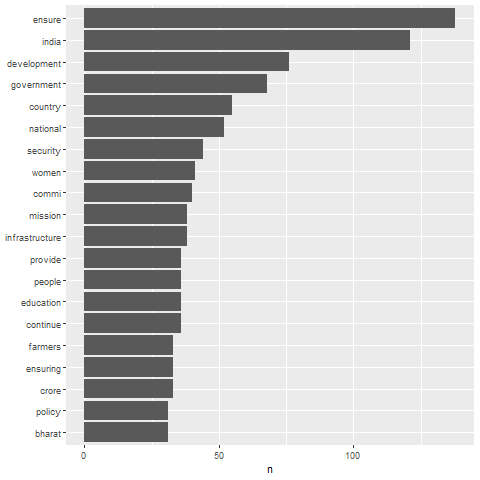 ensure
india
development
government
country
national
security
women
commi
mission
infrastructure
provide
people
education
continue
farmers
ensuring
crore
policy
bharat
0 50 100
n